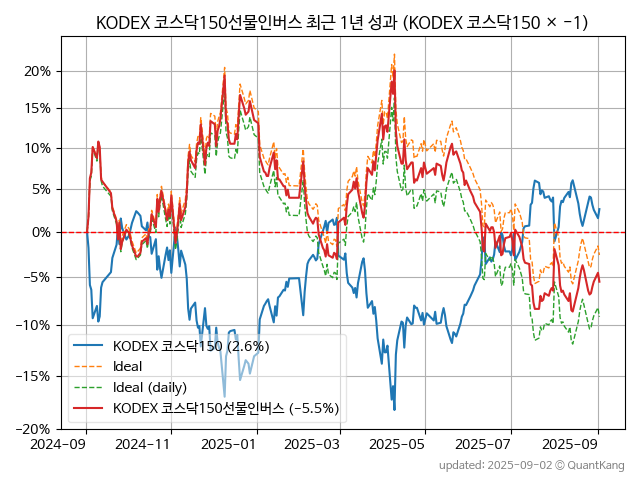 KODEX 코스닥150선물인버스 최근 1년 성과 (KODEX 코스닥150 × −1)
20%
15%
10%
5%
0%
−5%
−10%
−15%
−20%
KODEX 코스닥150 (2.6%)
Ideal
Ideal (daily)
KODEX 코스닥150선물인버스 (−5.5%)
2024-09 2024-11 2025-01 2025-03 2025-05 2025-07 2025-09
updated: 2025-09-02 © QuantKang